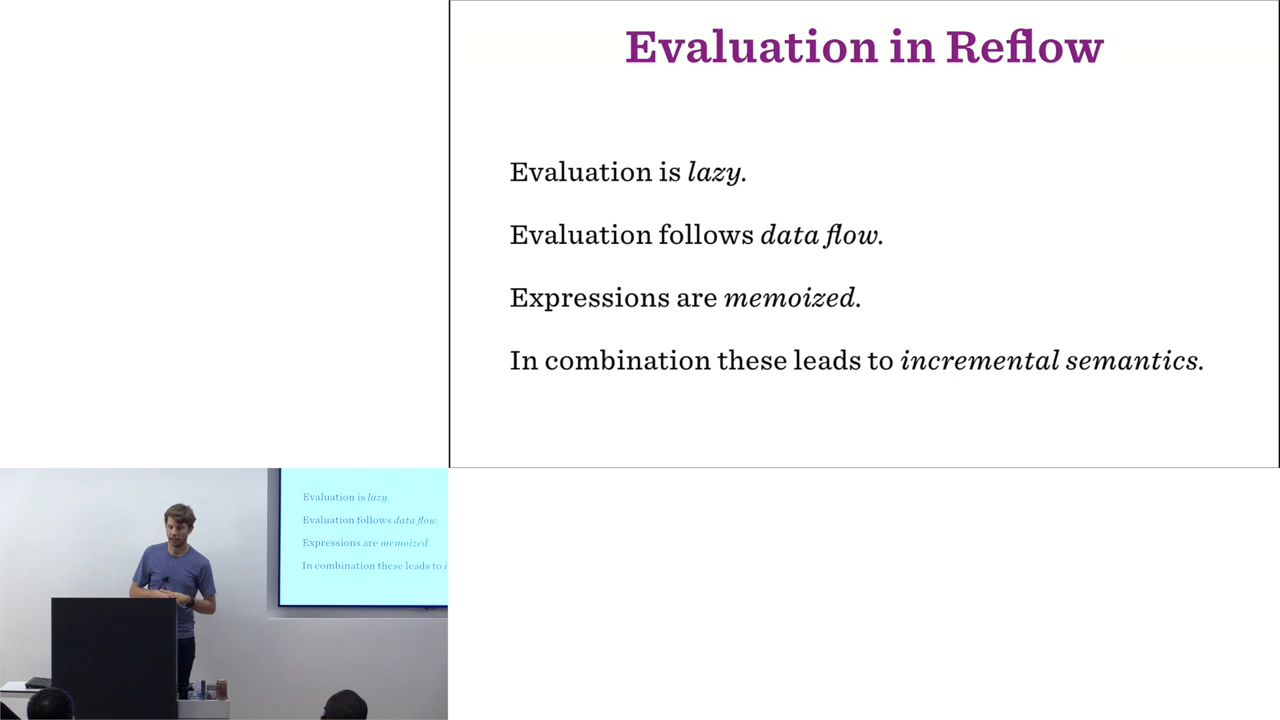 Evaluation in Reflow
Evaluation is lazy.
Evaluation follows data flow.
Expressions are memoized.
In combination these leads to incremental semantics.
Evaluation is lazy.
Evaluation follows data flow.
Expressions are memoized.
In combination these leads to i